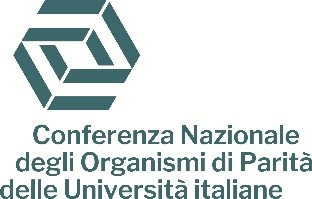 Conferenza Nazionale
degli Organismi di Parità
delle Università italiane